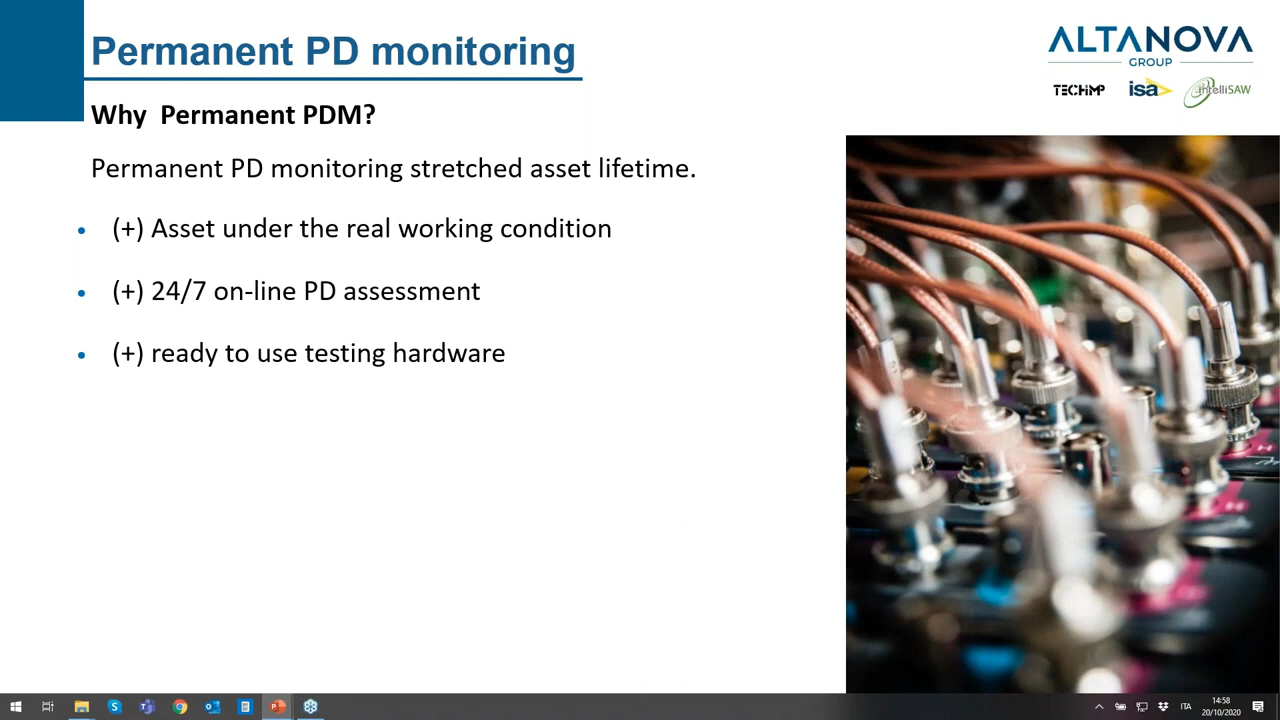 Permanent PD monitoring
ALTANOVA
GROUP
TECHIMP
isa
intelliSAW
Why  Permanent PDM?
Permanent PD monitoring stretched asset lifetime.
(+) Asset under the real working condition
(+) 24/7 on-line PD assessment
(+) ready to use testing hardware
ITA
14:58
20/10/2020